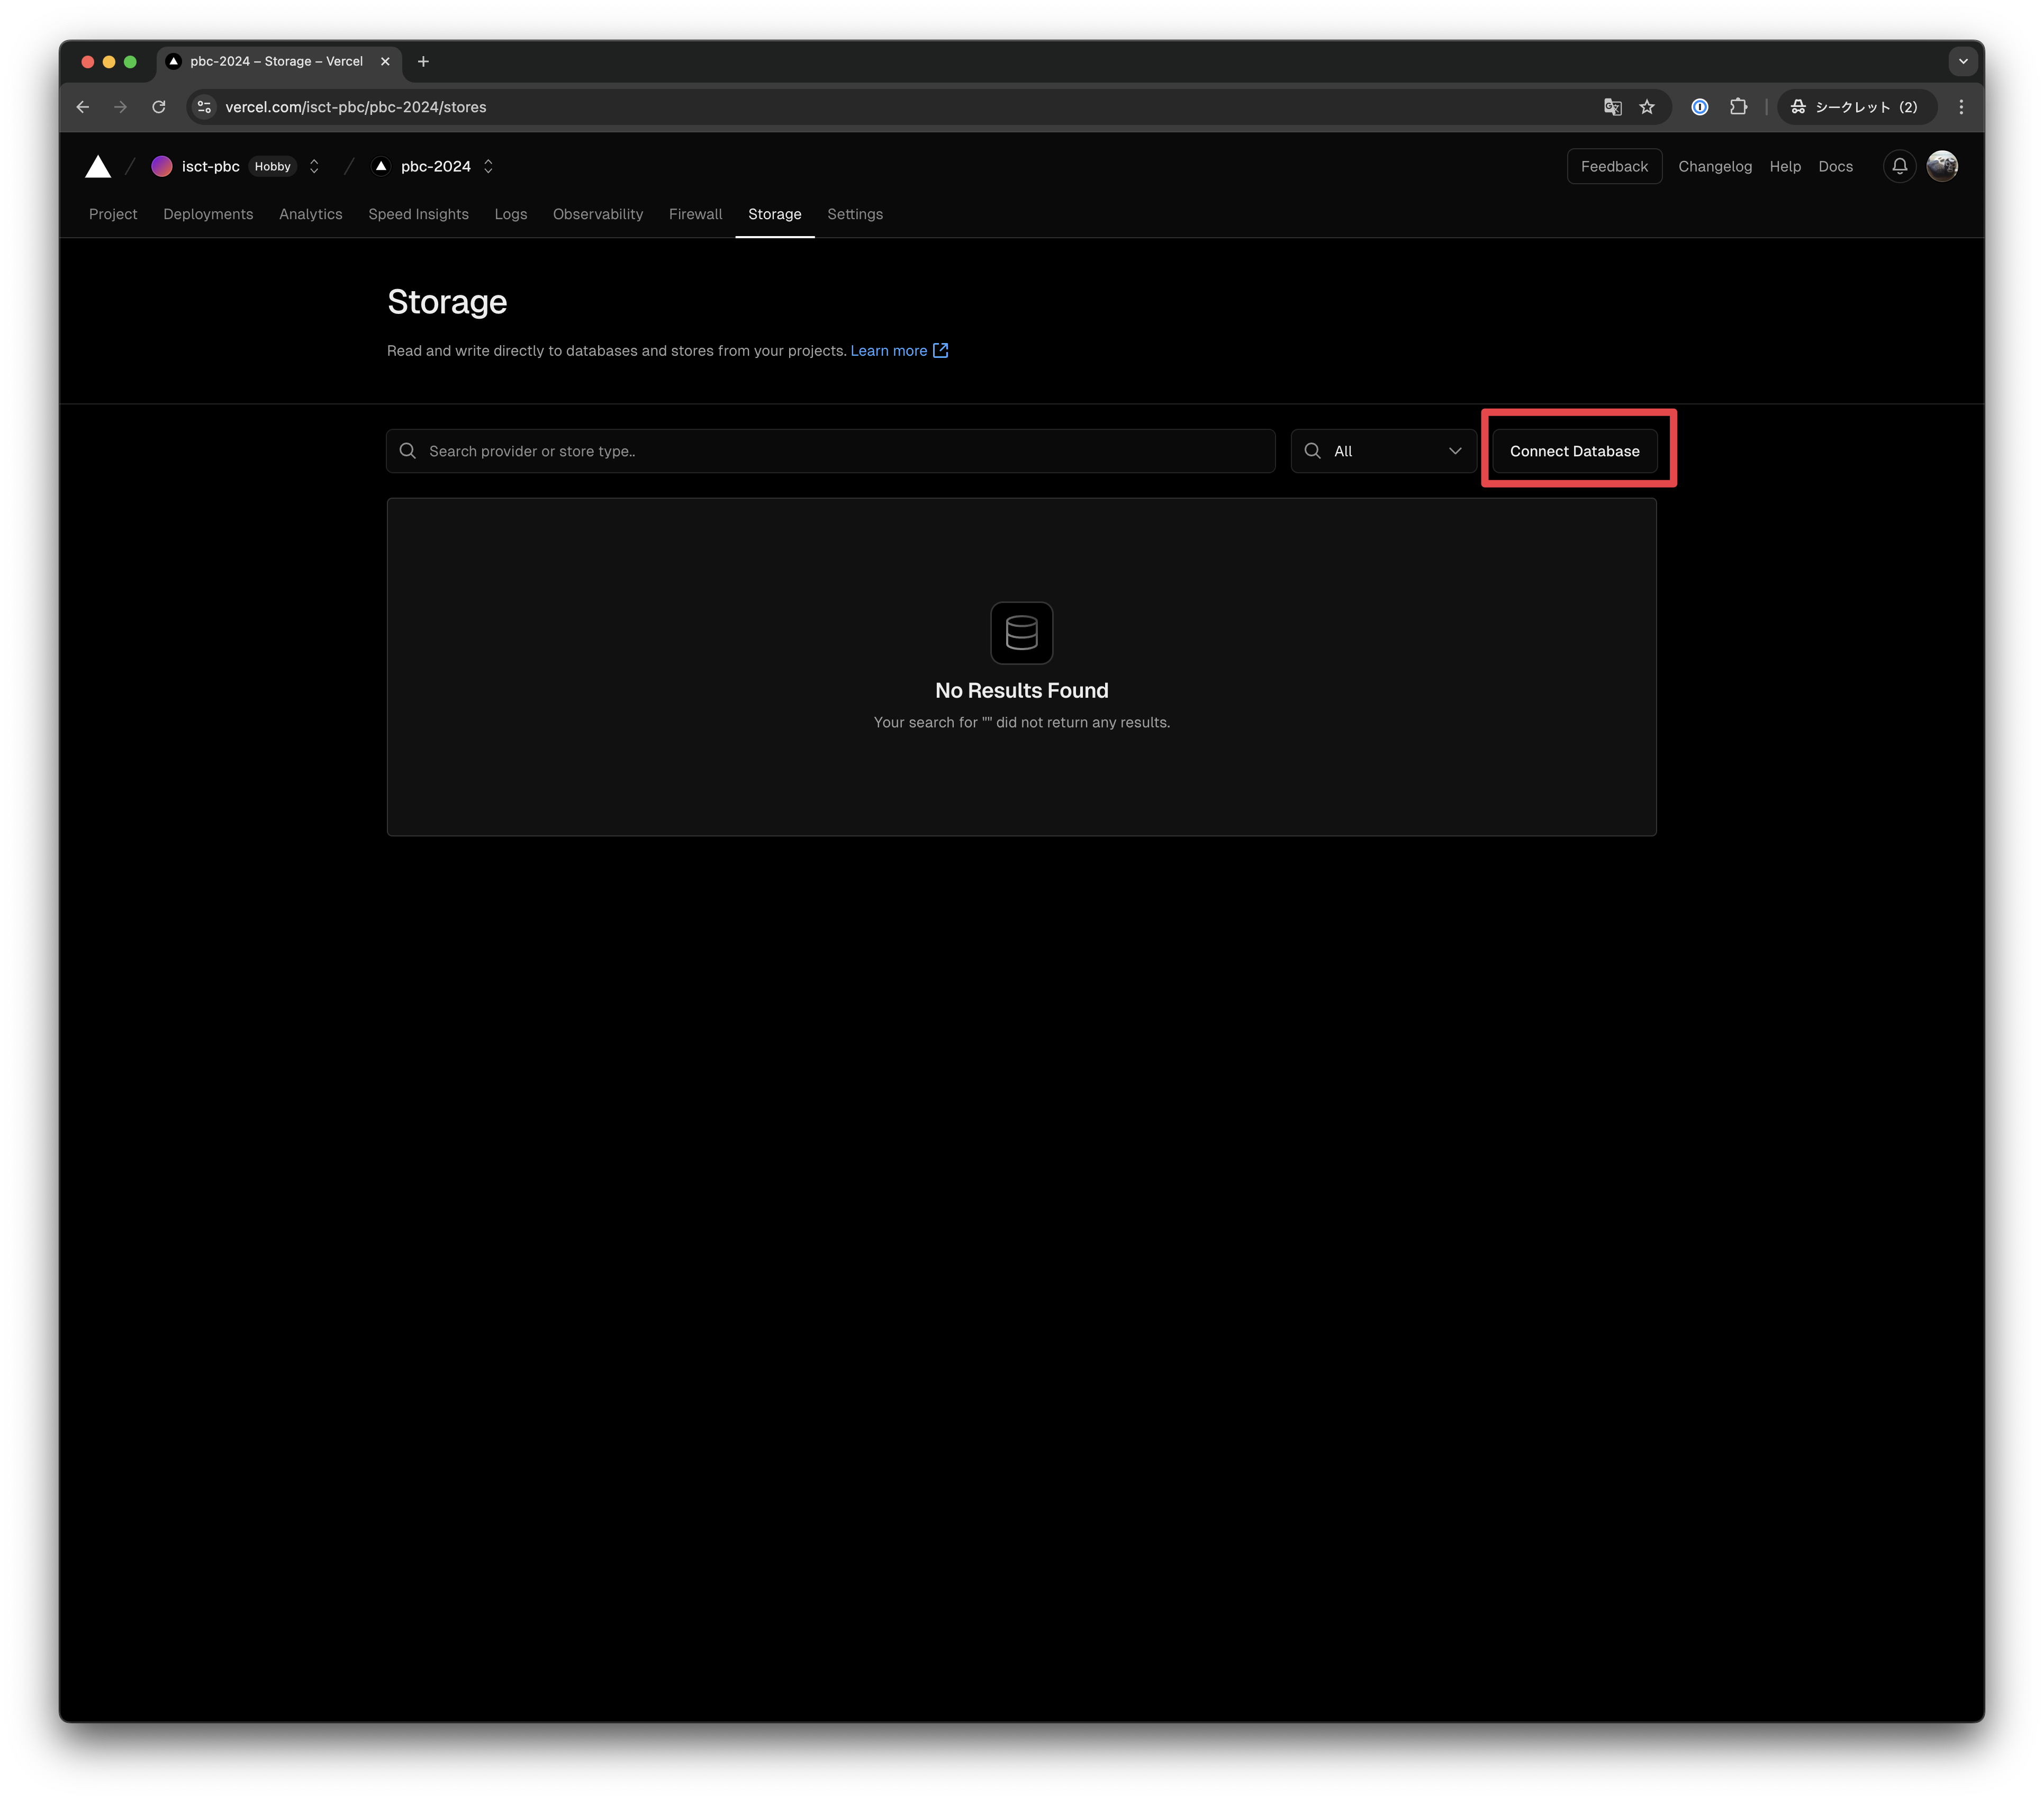 pbc-2024 – Storage – Vercel
vercel.com/isct-pbc/pbc-2024/stores
シークレット (2)
isct-pbc Hobby pbc-2024
Feedback Changelog Help Docs
Project Deployments Analytics Speed Insights Logs Observability Firewall Storage Settings
Storage
Read and write directly to databases and stores from your projects. Learn more
Search provider or store type..
All
Connect Database
No Results Found
Your search for "" did not return any results.